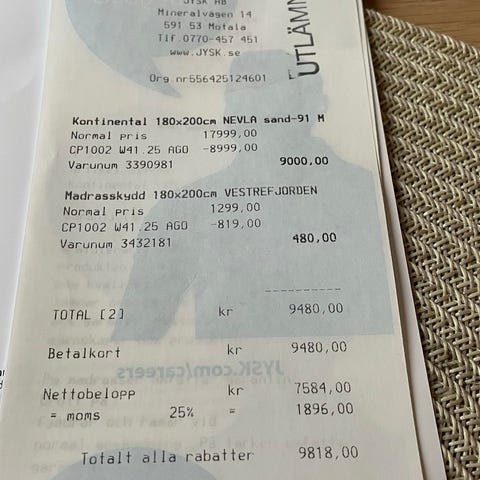 JYSK AB
Mineralvägen 14
591 53 Motala
Tlf.0770-457 451
www.JYSK.se
UTLÄMN
Org nr556425124601
Kontinental 180x200cm NEVLA sand-91 M
Normal pris 17999,00
CP1002 W41.25 AGO -8999,00
Varunum 3390981 9000,00
Madrasskydd 180x200cm VESTREFJORDEN
Normal pris 1299,00
CP1002 W41.25 AGO -819,00
Varunum 3432181 480,00
----------
TOTAL [2] kr 9480,00
Betalkort kr 9480,00
JYSK.com/careers
Nettobelopp kr 7584,00
= moms 25% = 1896,00
Totalt alla rabatter 9818,00